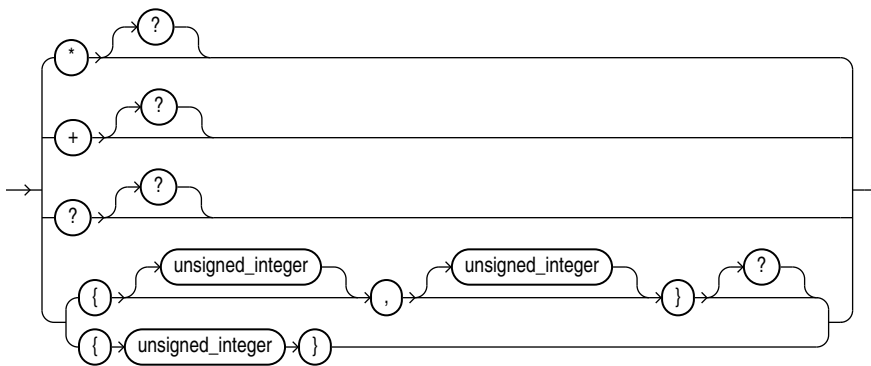 ?
*
?
+
?
?
unsigned_integer unsigned_integer ?
{ , }
{ unsigned_integer }